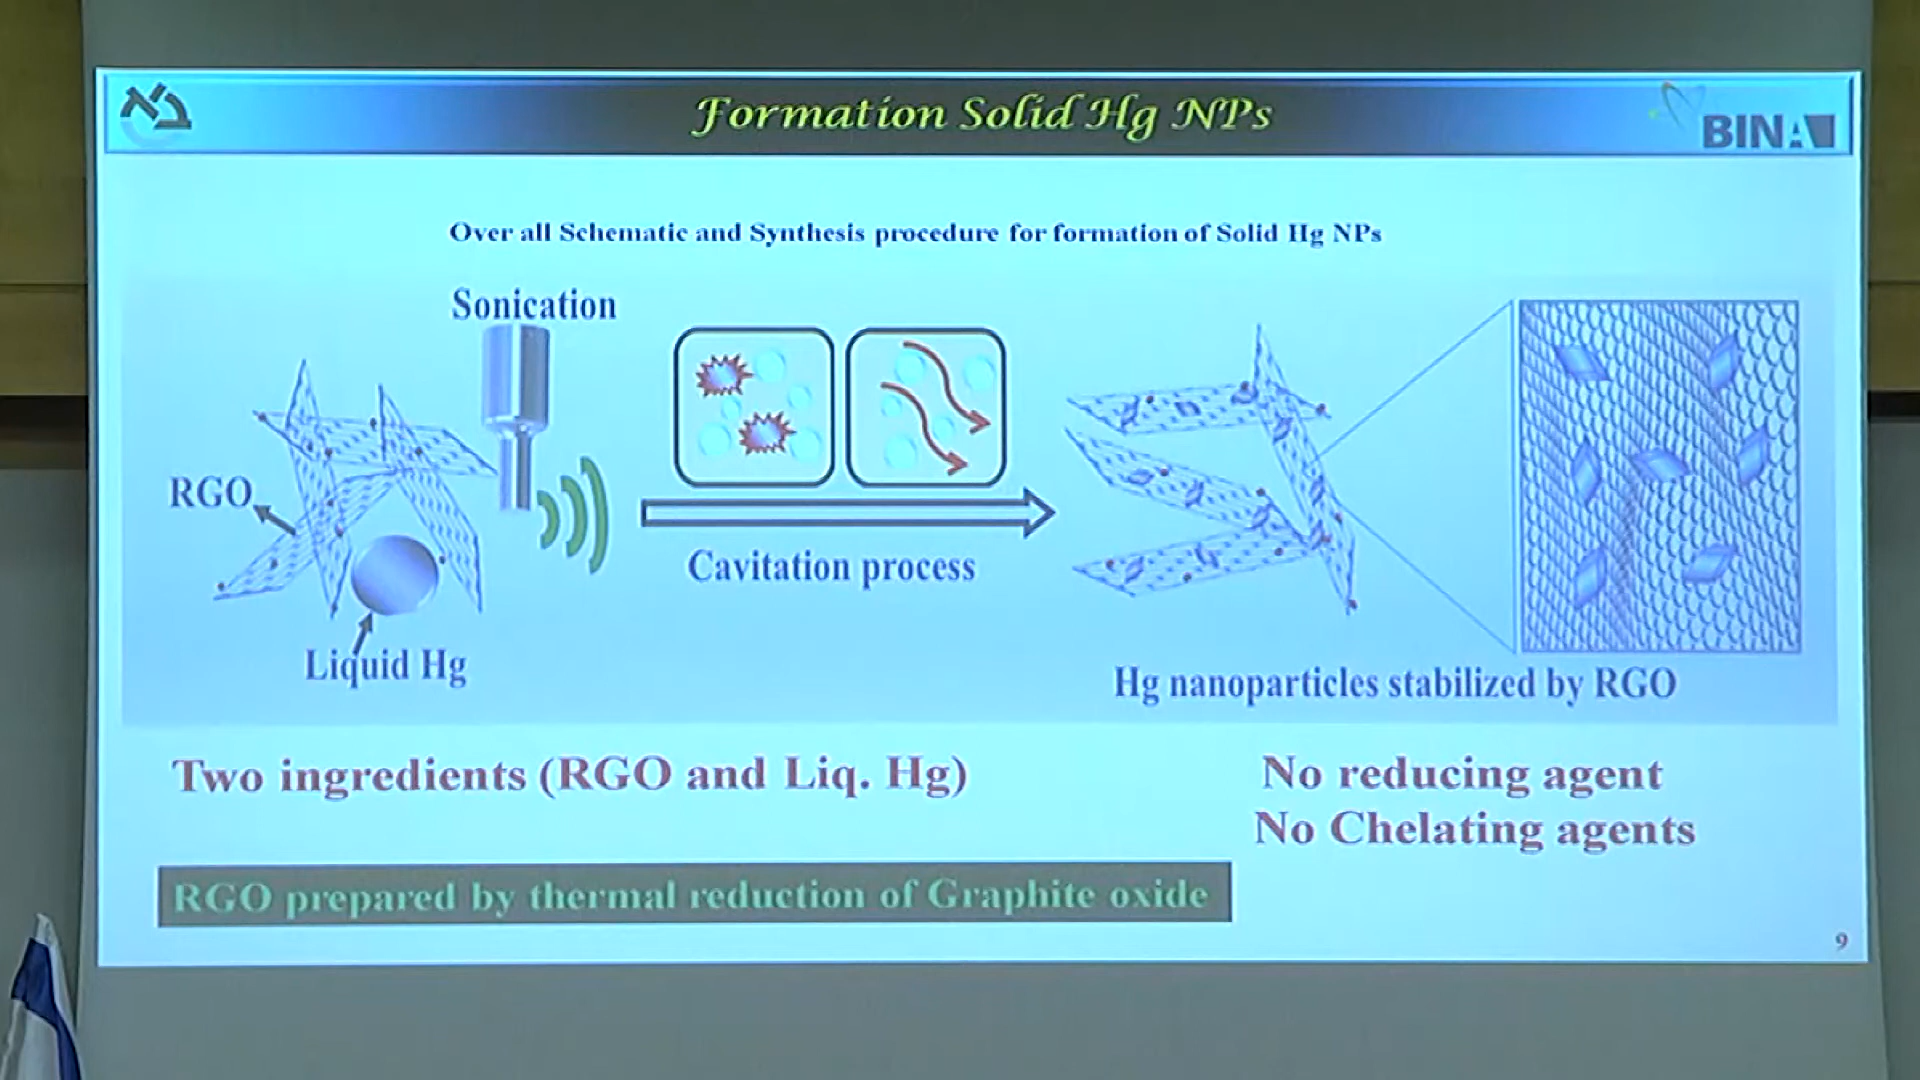 בא
Formation Solid Hg NPs
BINA
Over all Schematic and Synthesis procedure for formation of Solid Hg NPs
Sonication
RGO
Cavitation process
Liquid Hg
Hg nanoparticles stabilized by RGO
Two ingredients (RGO and Liq. Hg)
No reducing agent
No Chelating agents
RGO prepared by thermal reduction of Graphite oxide
9